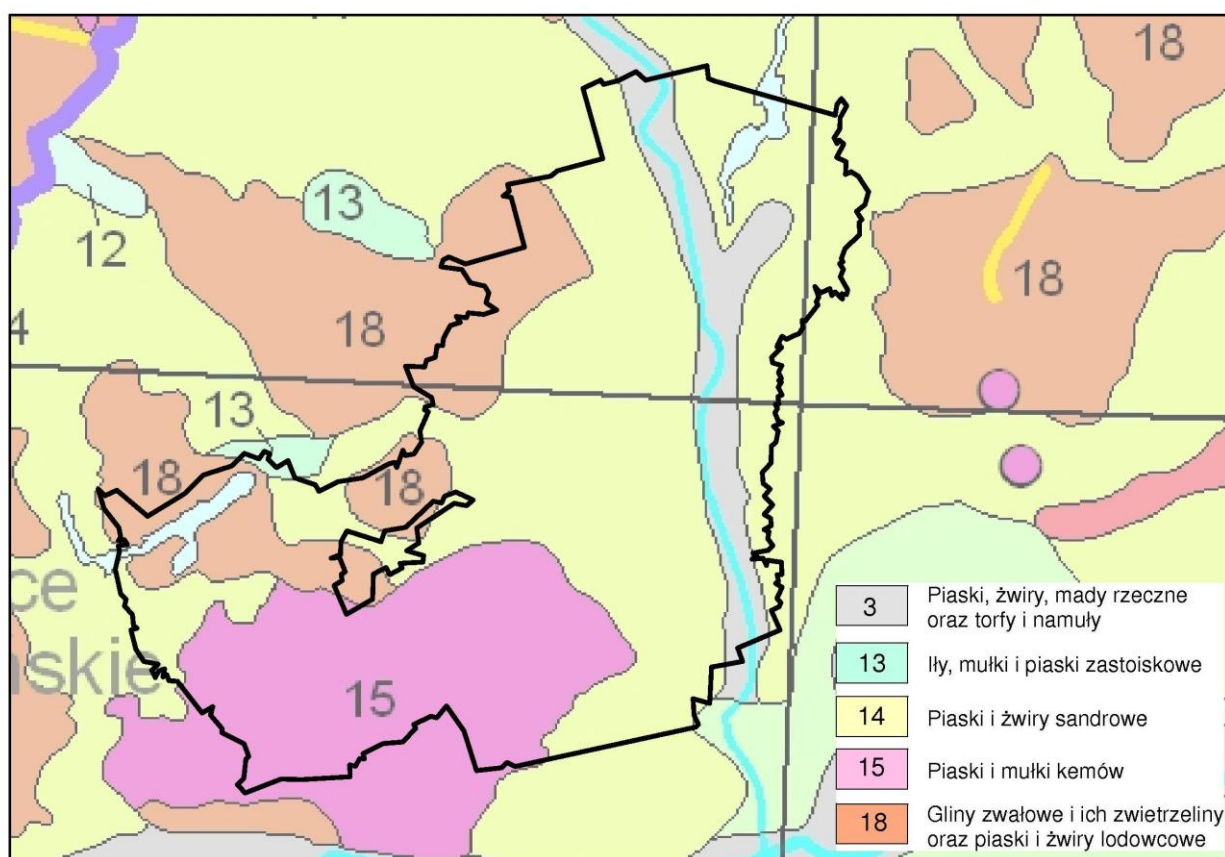 18
18
13
12
18
18
4
13
18
18
ce
skie
15
3
Piaski, żwiry, mady rzeczne
oraz torfy i namuły
13
Iły, mułki i piaski zastoiskowe
14
Piaski i żwiry sandrowe
15
Piaski i mułki kemów
18
Gliny zwałowe i ich zwietrzeliny
oraz piaski i żwiry lodowcowe